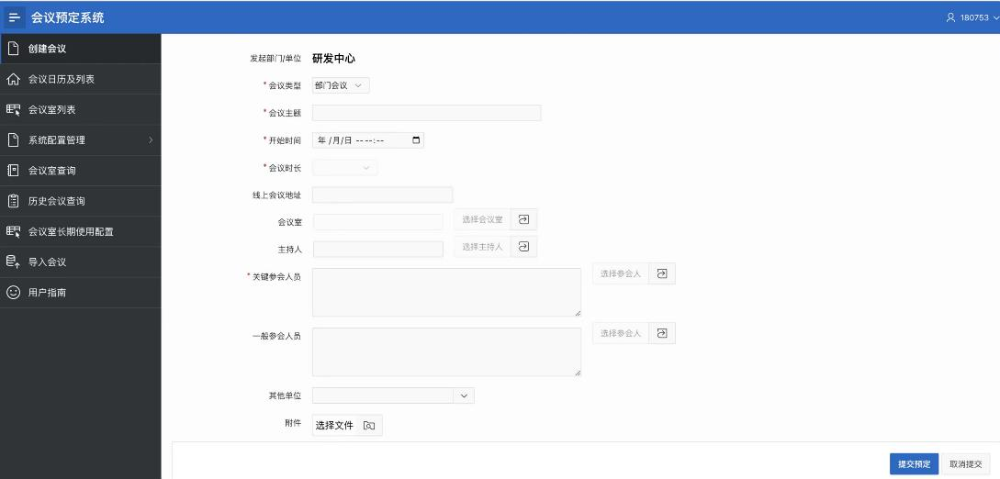 会议预定系统
180753
创建会议
会议日历及列表
会议室列表
系统配置管理
会议室查询
历史会议查询
会议室长期使用配置
导入会议
用户指南
发起部门/单位 研发中心
* 会议类型 部门会议
* 会议主题
* 开始时间 年 /月/日 --:--
* 会议时长
线上会议地址
会议室 选择会议室
主持人 选择主持人
* 关键参会人员 选择参会人
一般参会人员 选择参会人
其他单位
附件 选择文件
提交预定 取消提交